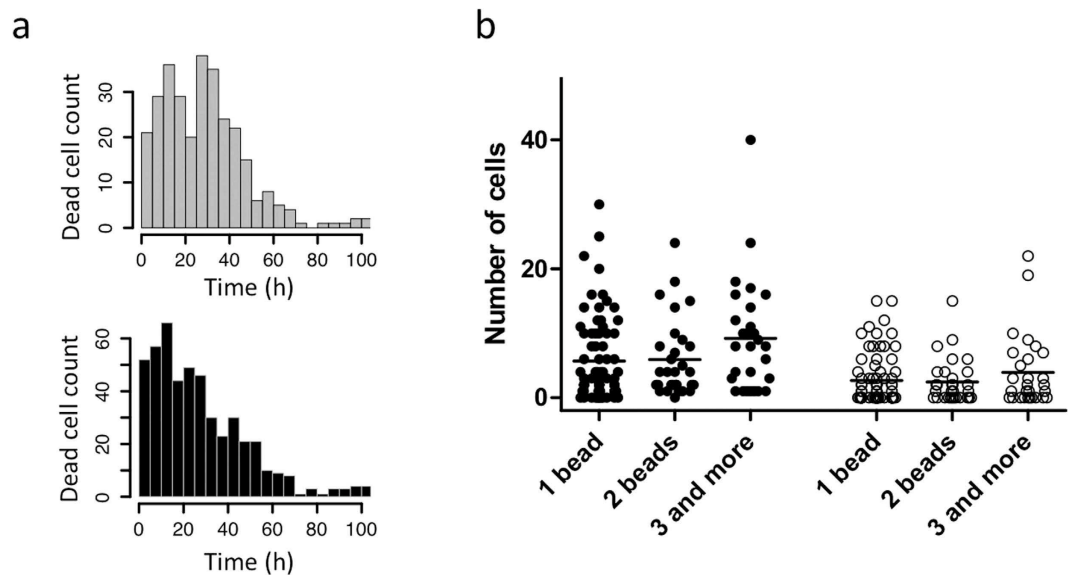 a
Dead cell count
0 10 20 30
0 20 40 60 80 100
Time (h)
Dead cell count
0 20 40 60
0 20 40 60 80 100
Time (h)
b
Number of cells
40
20
0
1 bead
2 beads
3 and more
1 bead
2 beads
3 and more